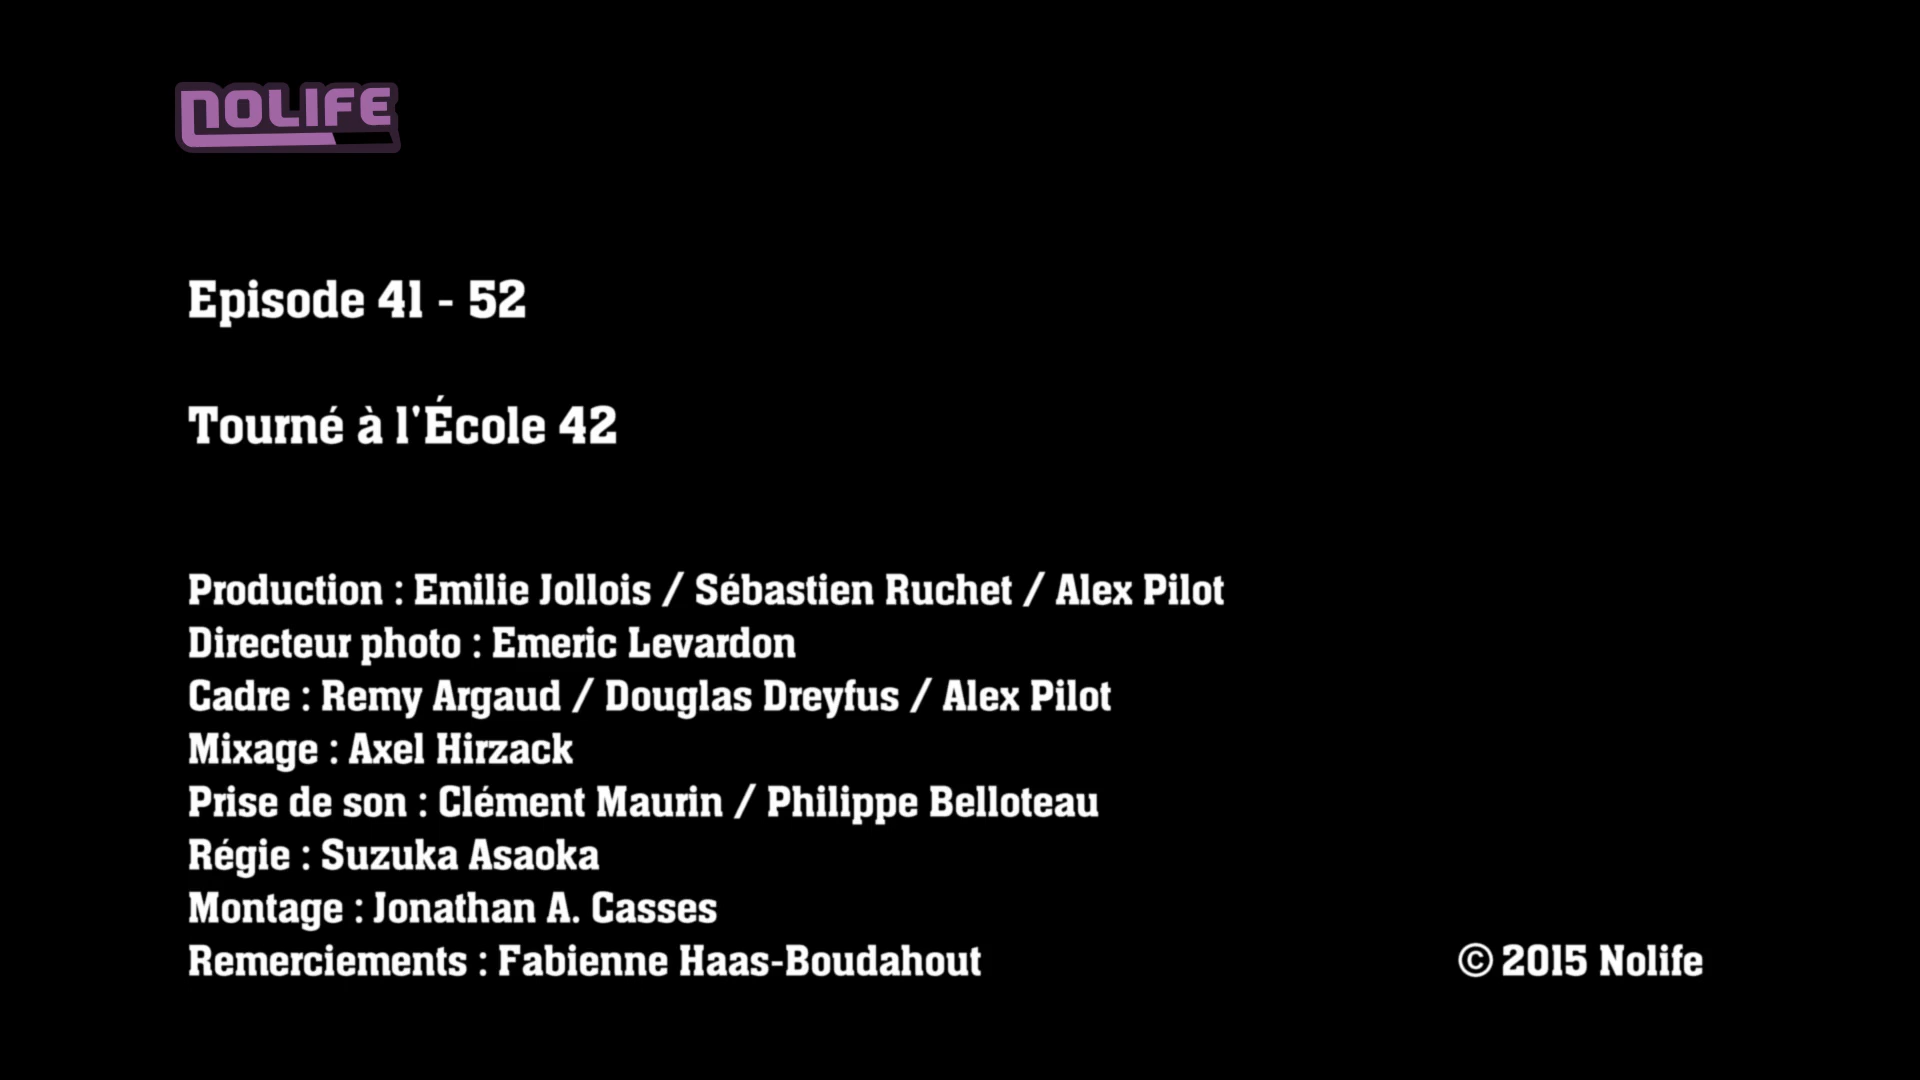 NOLIFE
Episode 41 - 52
Tourné à l'École 42
Production : Emilie Jollois / Sébastien Ruchet / Alex Pilot
Directeur photo : Emeric Levardon
Cadre : Remy Argaud / Douglas Dreyfus / Alex Pilot
Mixage : Axel Hirzack
Prise de son : Clément Maurin / Philippe Belloteau
Régie : Suzuka Asaoka
Montage : Jonathan A. Casses
Remerciements : Fabienne Haas-Boudahout
© 2015 Nolife